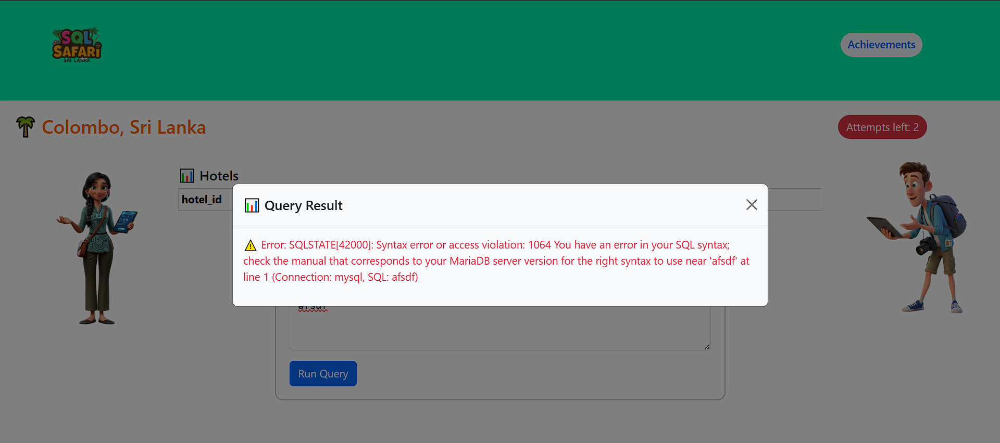 SQL
SAFARI
SRI LANKA
Achievements
Colombo, Sri Lanka
Attempts left: 2
Hotels
hotel_id
Query Result
Error: SQLSTATE[42000]: Syntax error or access violation: 1064 You have an error in your SQL syntax;
check the manual that corresponds to your MariaDB server version for the right syntax to use near 'afsdf' at
line 1 (Connection: mysql, SQL: afsdf)
afsdf
Run Query